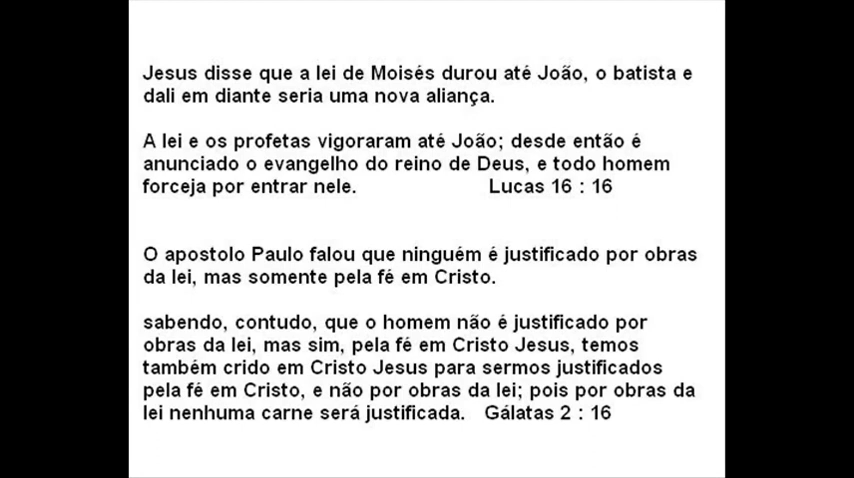 Jesus disse que a lei de Moisés durou até João, o batista e
dali em diante seria uma nova aliança.
A lei e os profetas vigoraram até João; desde então é
anunciado o evangelho do reino de Deus, e todo homem
forceja por entrar nele. Lucas 16 : 16
O apostolo Paulo falou que ninguém é justificado por obras
da lei, mas somente pela fé em Cristo.
sabendo, contudo, que o homem não é justificado por
obras da lei, mas sim, pela fé em Cristo Jesus, temos
também crido em Cristo Jesus para sermos justificados
pela fé em Cristo, e não por obras da lei; pois por obras da
lei nenhuma carne será justificada. Gálatas 2 : 16